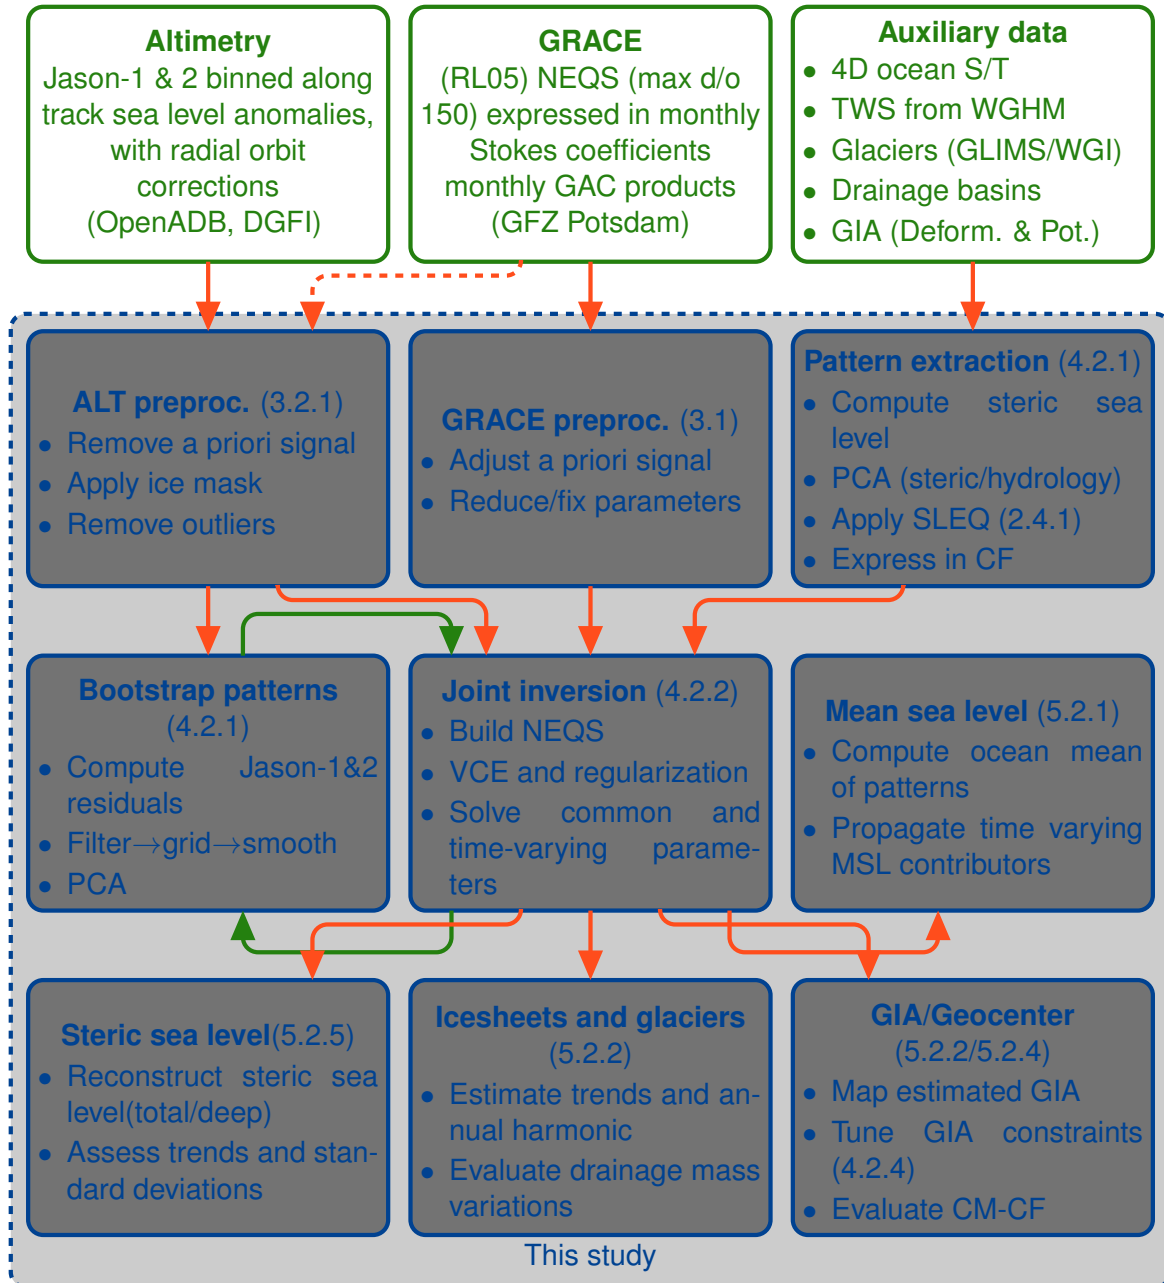 Altimetry
Jason-1 & 2 binned along
track sea level anomalies,
with radial orbit
corrections
(OpenADB, DGFI)
GRACE
(RL05) NEQS (max d/o
150) expressed in monthly
Stokes coefficients
monthly GAC products
(GFZ Potsdam)
Auxiliary data
• 4D ocean S/T
• TWS from WGHM
• Glaciers (GLIMS/WGI)
• Drainage basins
• GIA (Deform. & Pot.)
ALT preproc. (3.2.1)
• Remove a priori signal
• Apply ice mask
• Remove outliers
GRACE preproc. (3.1)
• Adjust a priori signal
• Reduce/fix parameters
Pattern extraction (4.2.1)
• Compute steric sea
level
• PCA (steric/hydrology)
• Apply SLEQ (2.4.1)
• Express in CF
Bootstrap patterns
(4.2.1)
• Compute Jason-1&2
residuals
• Filter→grid→smooth
• PCA
Joint inversion (4.2.2)
• Build NEQS
• VCE and regularization
• Solve common and
time-varying parame-
ters
Mean sea level (5.2.1)
• Compute ocean mean
of patterns
• Propagate time varying
MSL contributors
Steric sea level(5.2.5)
• Reconstruct steric sea
level(total/deep)
• Assess trends and stan-
dard deviations
Icesheets and glaciers
(5.2.2)
• Estimate trends and an-
nual harmonic
• Evaluate drainage mass
variations
GIA/Geocenter
(5.2.2/5.2.4)
• Map estimated GIA
• Tune GIA constraints
(4.2.4)
• Evaluate CM-CF
This study